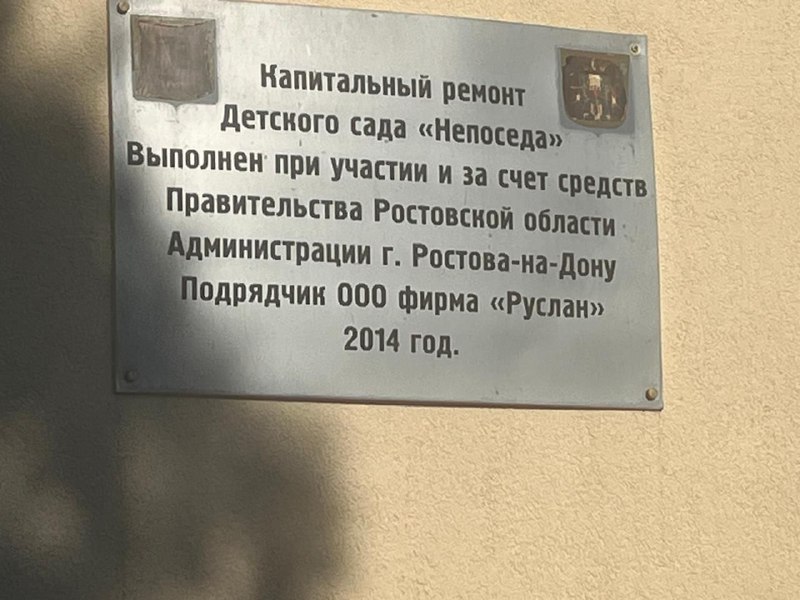 Капитальный ремонт
Детского сада «Непоседа»
Выполнен при участии и за счет средств
Правительства Ростовской области
Администрации г. Ростова-на-Дону
Подрядчик ООО фирма «Руслан»
2014 год.